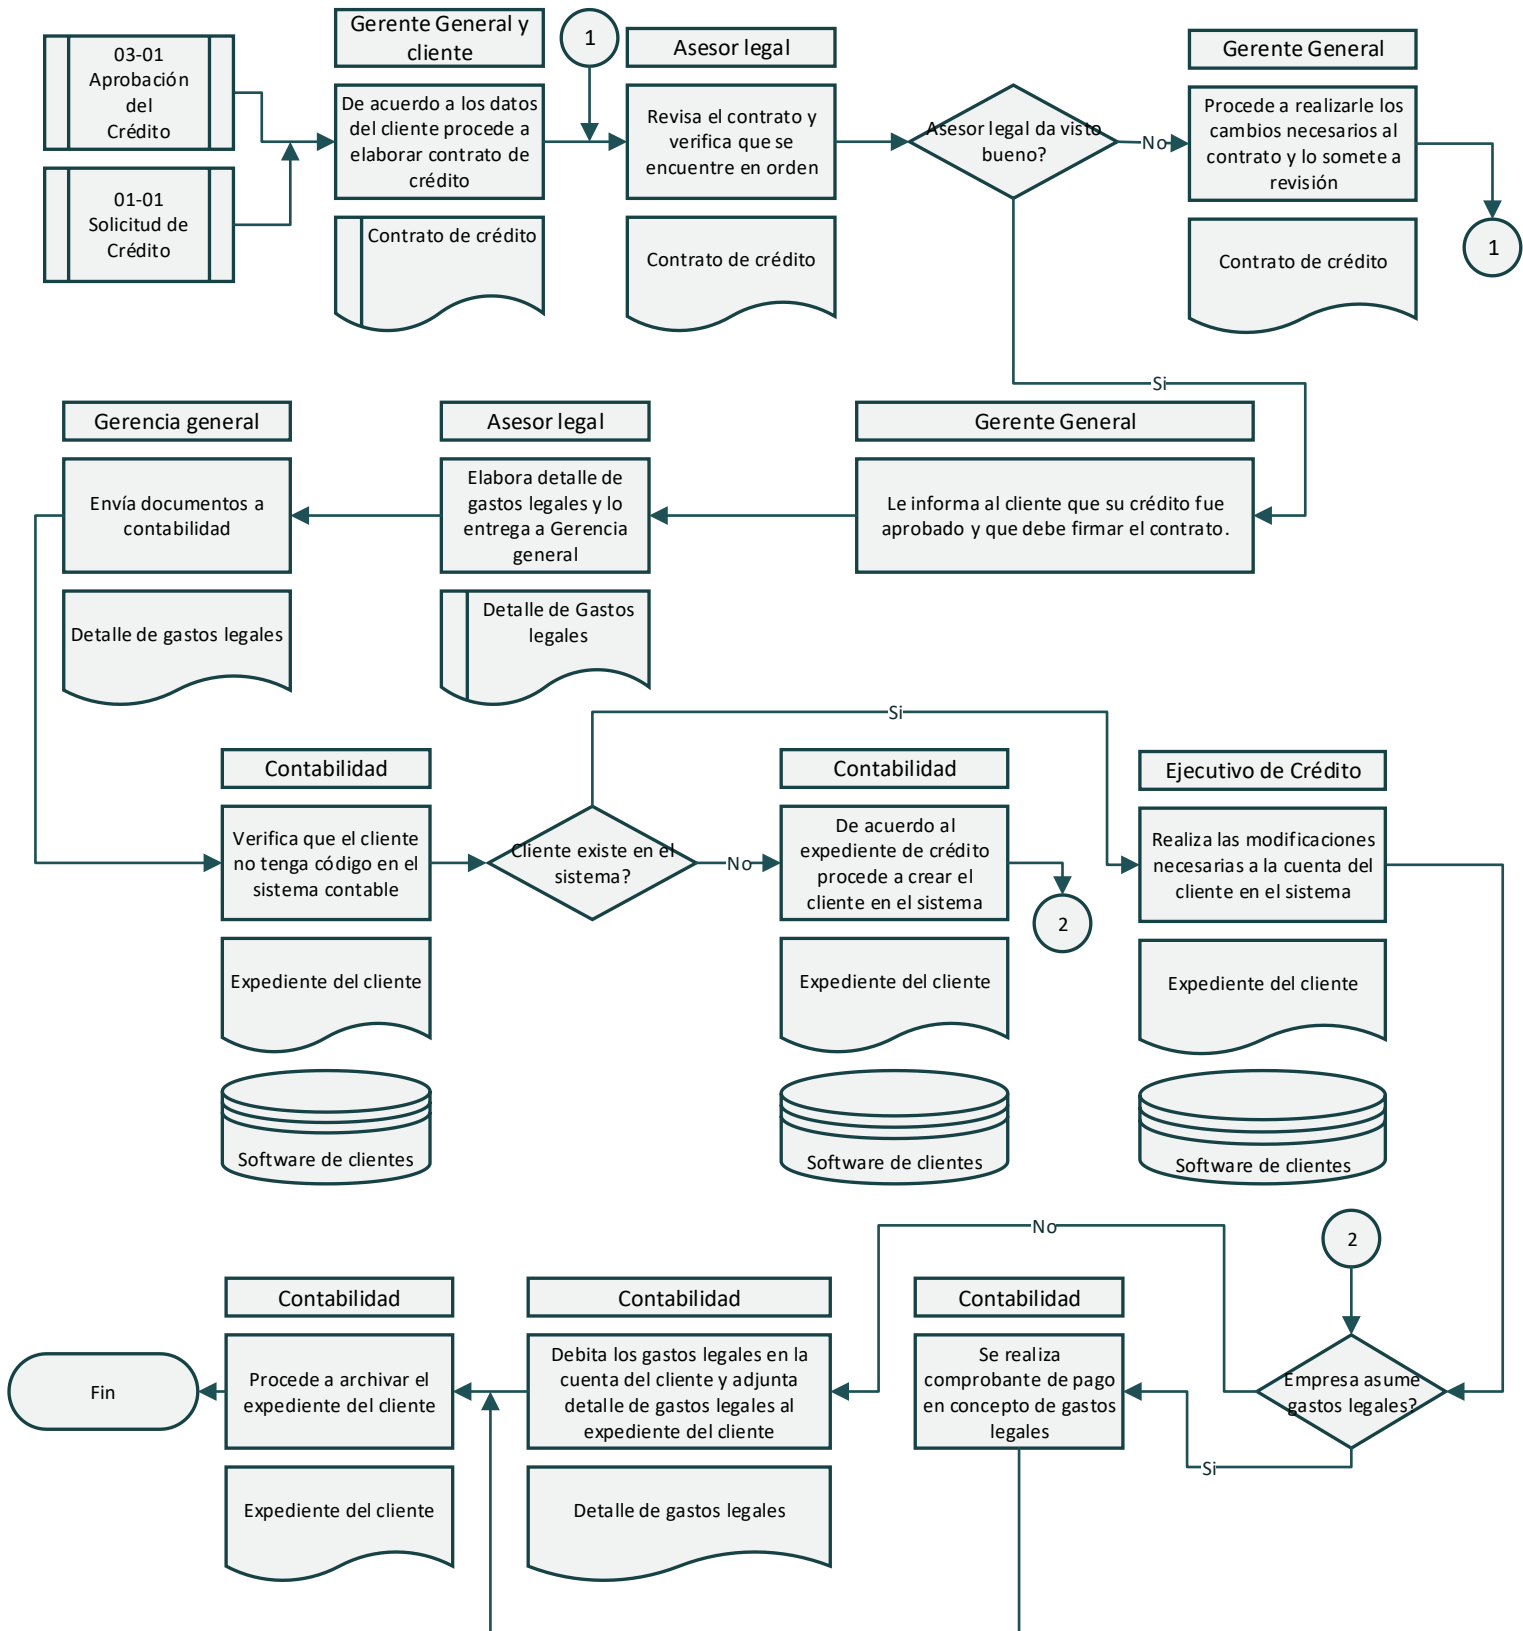 03-01
Aprobación
del
Crédito
01-01
Solicitud de
Crédito
Gerente General y
cliente
De acuerdo a los datos
del cliente procede a
elaborar contrato de
crédito
Contrato de crédito
1
Asesor legal
Revisa el contrato y
verifica que se
encuentre en orden
Contrato de crédito
Asesor legal da visto
bueno?
No
Gerente General
Procede a realizarle los
cambios necesarios al
contrato y lo somete a
revisión
Contrato de crédito
1
Si
Gerencia general
Envía documentos a
contabilidad
Detalle de gastos legales
Asesor legal
Elabora detalle de
gastos legales y lo
entrega a Gerencia
general
Detalle de Gastos
legales
Gerente General
Le informa al cliente que su crédito fue
aprobado y que debe firmar el contrato.
Si
Contabilidad
Verifica que el cliente
no tenga código en el
sistema contable
Expediente del cliente
Software de clientes
Cliente existe en el
sistema?
No
Contabilidad
De acuerdo al
expediente de crédito
procede a crear el
cliente en el sistema
2
Expediente del cliente
Software de clientes
Ejecutivo de Crédito
Realiza las modificaciones
necesarias a la cuenta del
cliente en el sistema
Expediente del cliente
Software de clientes
No
2
Fin
Contabilidad
Procede a archivar el
expediente del cliente
Expediente del cliente
Contabilidad
Debita los gastos legales en la
cuenta del cliente y adjunta
detalle de gastos legales al
expediente del cliente
Detalle de gastos legales
Contabilidad
Se realiza
comprobante de pago
en concepto de gastos
legales
Empresa asume
gastos legales?
Si